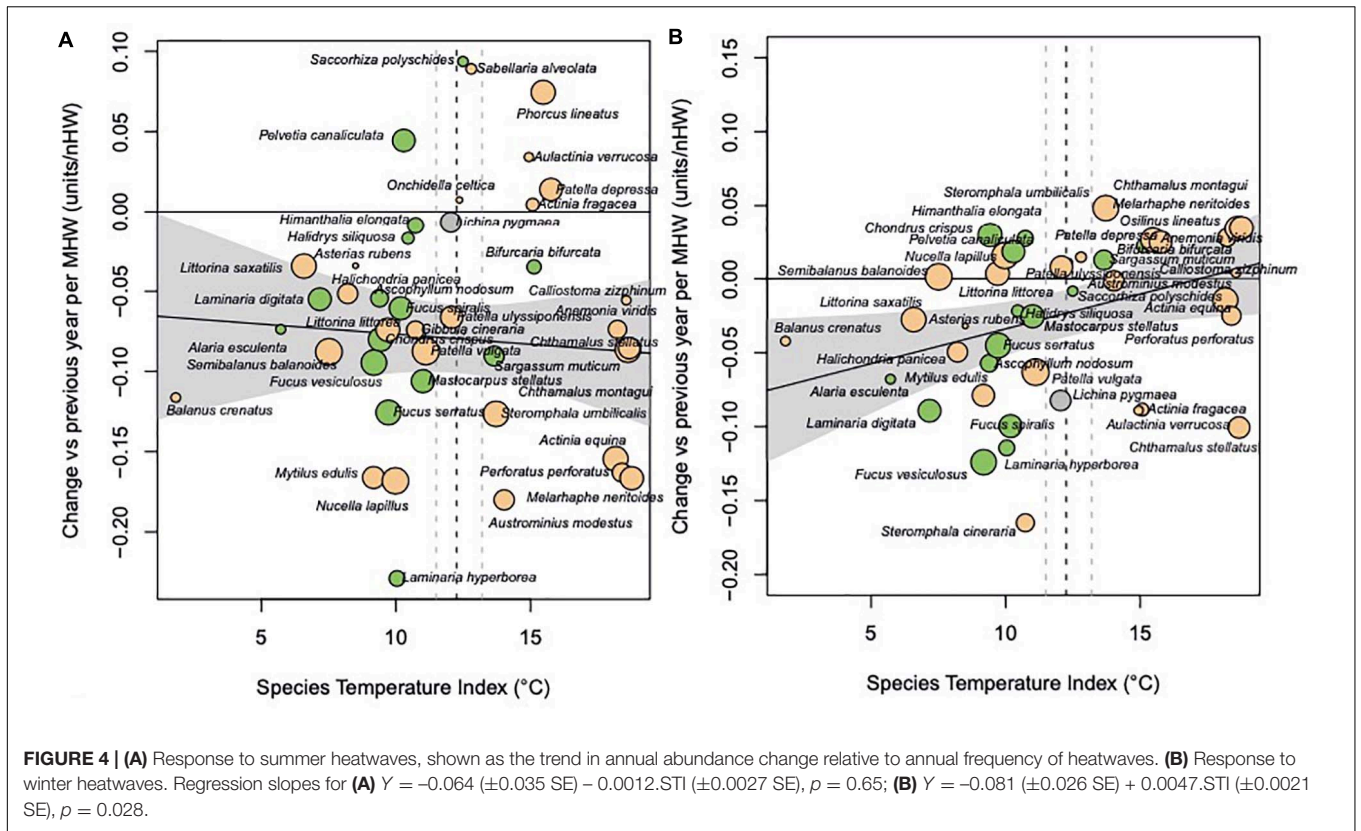 A
Change vs previous year per MHW (units/nHW)
0.10
0.05
0.00
−0.05
−0.10
−0.15
−0.20
Saccorhiza polyschides
Sabellaria alveolata
Phorcus lineatus
Pelvetia canaliculata
Aulactinia verrucosa
Onchidella celtica
Patella depressa
Actinia fragacea
Himanthalia elongata
Lichina pygmaea
Halidrys siliquosa
Asterias rubens
Bifurcaria bifurcata
Littorina saxatilis
Halichondria panicea
Calliostoma zizphinum
Ascophyllum nodosum
Laminaria digitata
Fucus spiralis
Anemonia viridis
Patella ulyssiponensis
Littorina littorea
Gibbula cineraria
Chondrus crispus
Chthamalus stellatus
Alaria esculenta
Patella vulgata
Semibalanus balanoides
Sargassum muticum
Fucus vesiculosus
Mastocarpus stellatus
Chthamalus montagui
Balanus crenatus
Fucus serratus
Steromphala umbilicalis
Actinia equina
Mytilus edulis
Perforatus perforatus
Nucella lapillus
Melarhaphe neritoides
Austrominius modestus
Laminaria hyperborea
5 10 15
Species Temperature Index (°C)
B
Change vs previous year per MHW (units/nHW)
0.15
0.10
0.05
0.00
−0.05
−0.10
−0.15
−0.20
Chthamalus montagui
Steromphala umbilicalis
Melarhaphe neritoides
Himanthalia elongata
Osilinus lineatus
Chondrus crispus
Patella depressa
Anemonia viridis
Pelvetia canaliculata
Bifurcaria bifurcata
Nucella lapillus
Sargassum muticum
Semibalanus balanoides
Patella ulyssiponensis
Calliostoma zizphinum
Austrominius modestus
Littorina littorea
Saccorhiza polyschides
Littorina saxatilis
Actinia equina
Halidrys siliquosa
Asterias rubens
Balanus crenatus
Mastocarpus stellatus
Perforatus perforatus
Fucus serratus
Halichondria panicea
Ascophyllum nodosum
Mytilus edulis
Patella vulgata
Alaria esculenta
Lichina pygmaea
Actinia fragacea
Laminaria digitata
Fucus spiralis
Aulactinia verrucosa
Chthamalus stellatus
Laminaria hyperborea
Fucus vesiculosus
Steromphala cineraria
5 10 15
Species Temperature Index (°C)
FIGURE 4 | (A) Response to summer heatwaves, shown as the trend in annual abundance change relative to annual frequency of heatwaves. (B) Response to
winter heatwaves. Regression slopes for (A) Y = –0.064 (±0.035 SE) – 0.0012.STI (±0.0027 SE), p = 0.65; (B) Y = –0.081 (±0.026 SE) + 0.0047.STI (±0.0021
SE), p = 0.028.